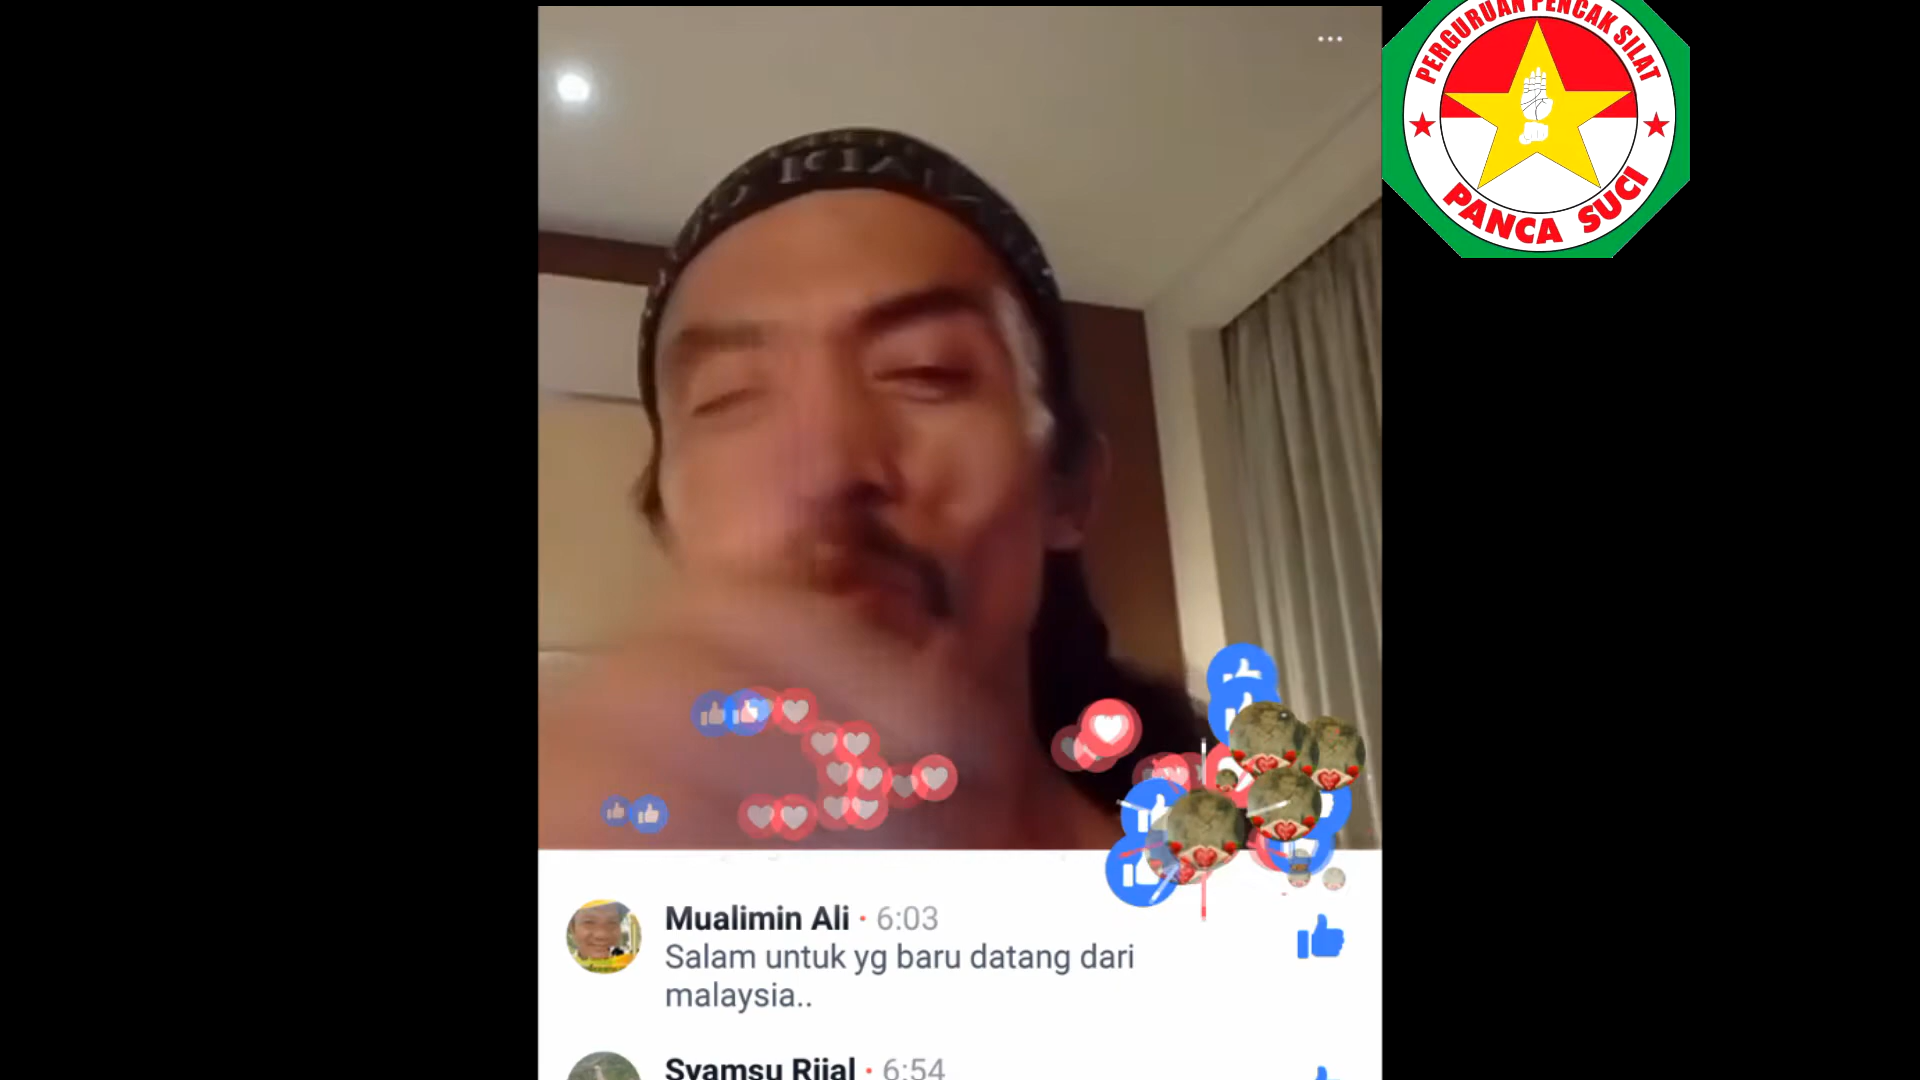 PERGURUAN PENCAK SILAT
PANCA SUCI
Mualimin Ali • 6:03
Salam untuk yg baru datang dari
malaysia..
Syamsu Rijal • 6:54